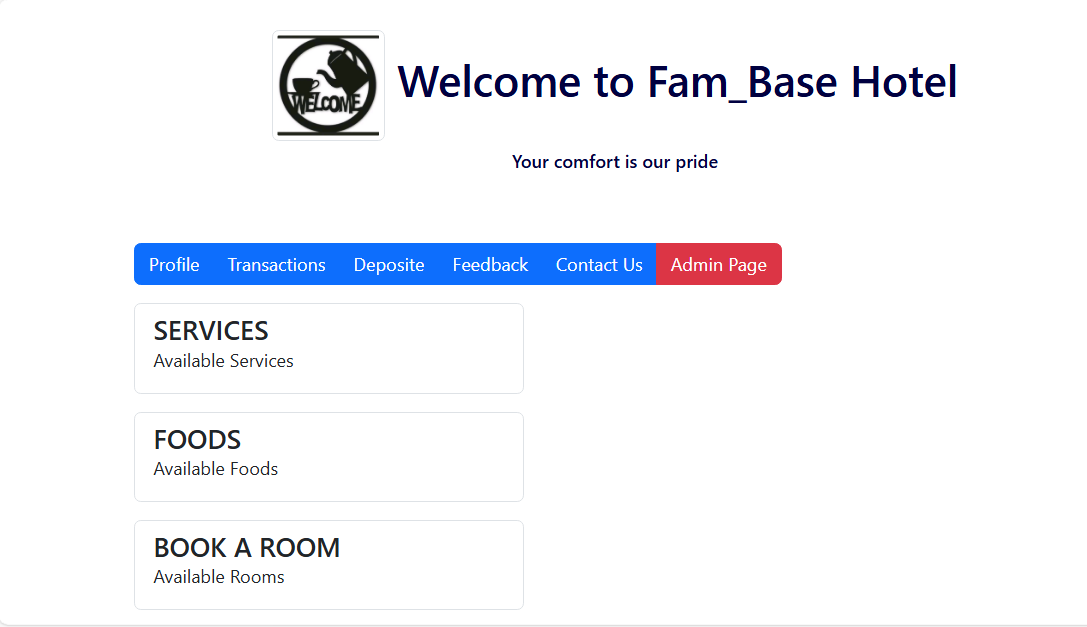 WELCOME
Welcome to Fam_Base Hotel
Your comfort is our pride
Profile Transactions Deposite Feedback Contact Us Admin Page
SERVICES
Available Services
FOODS
Available Foods
BOOK A ROOM
Available Rooms